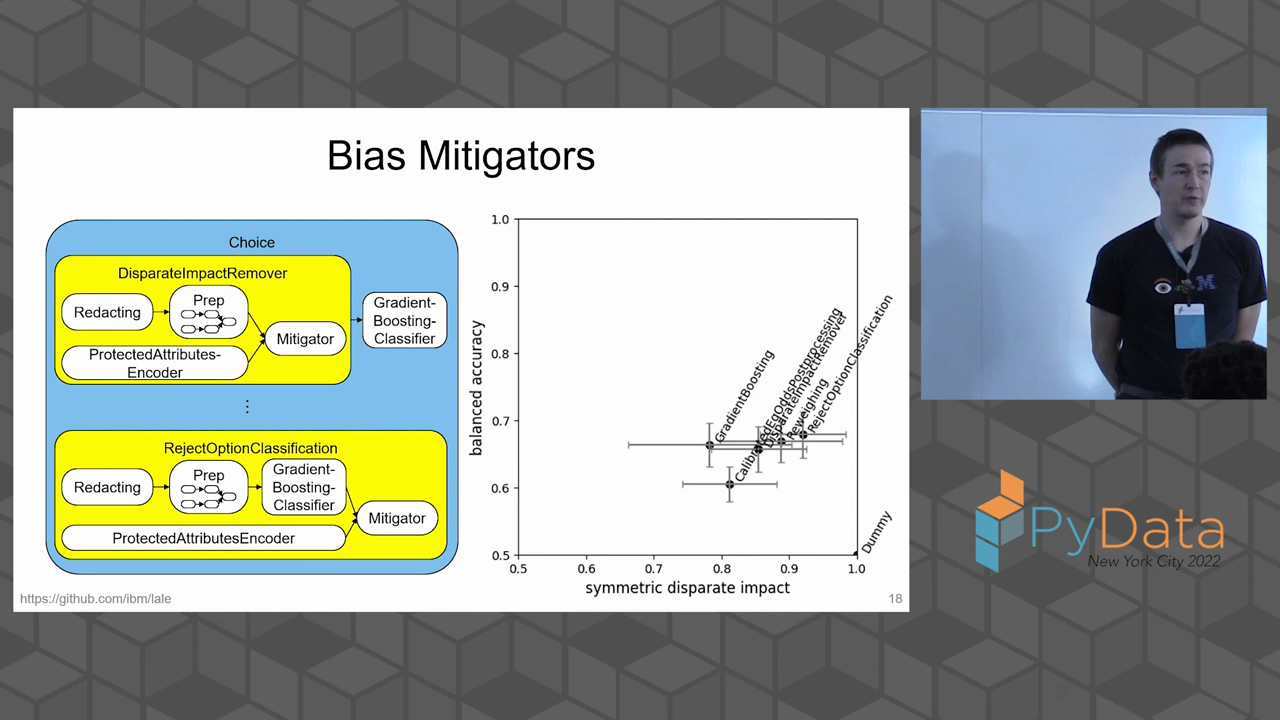 Bias Mitigators
Choice
DisparateImpactRemover
Redacting
Prep
ProtectedAttributes-
Encoder
Mitigator
Gradient-
Boosting-
Classifier
⋮
RejectOptionClassification
Redacting
Prep
Gradient-
Boosting-
Classifier
ProtectedAttributesEncoder
Mitigator
balanced accuracy
1.0
0.9
0.8
0.7
0.6
0.5
0.5 0.6 0.7 0.8 0.9 1.0
symmetric disparate impact
GradientBoosting
DisparateImpactRemover
Reweighing
RejectOptionClassification
Dummy
https://github.com/ibm/lale
18
M
PyData
New York City 2022